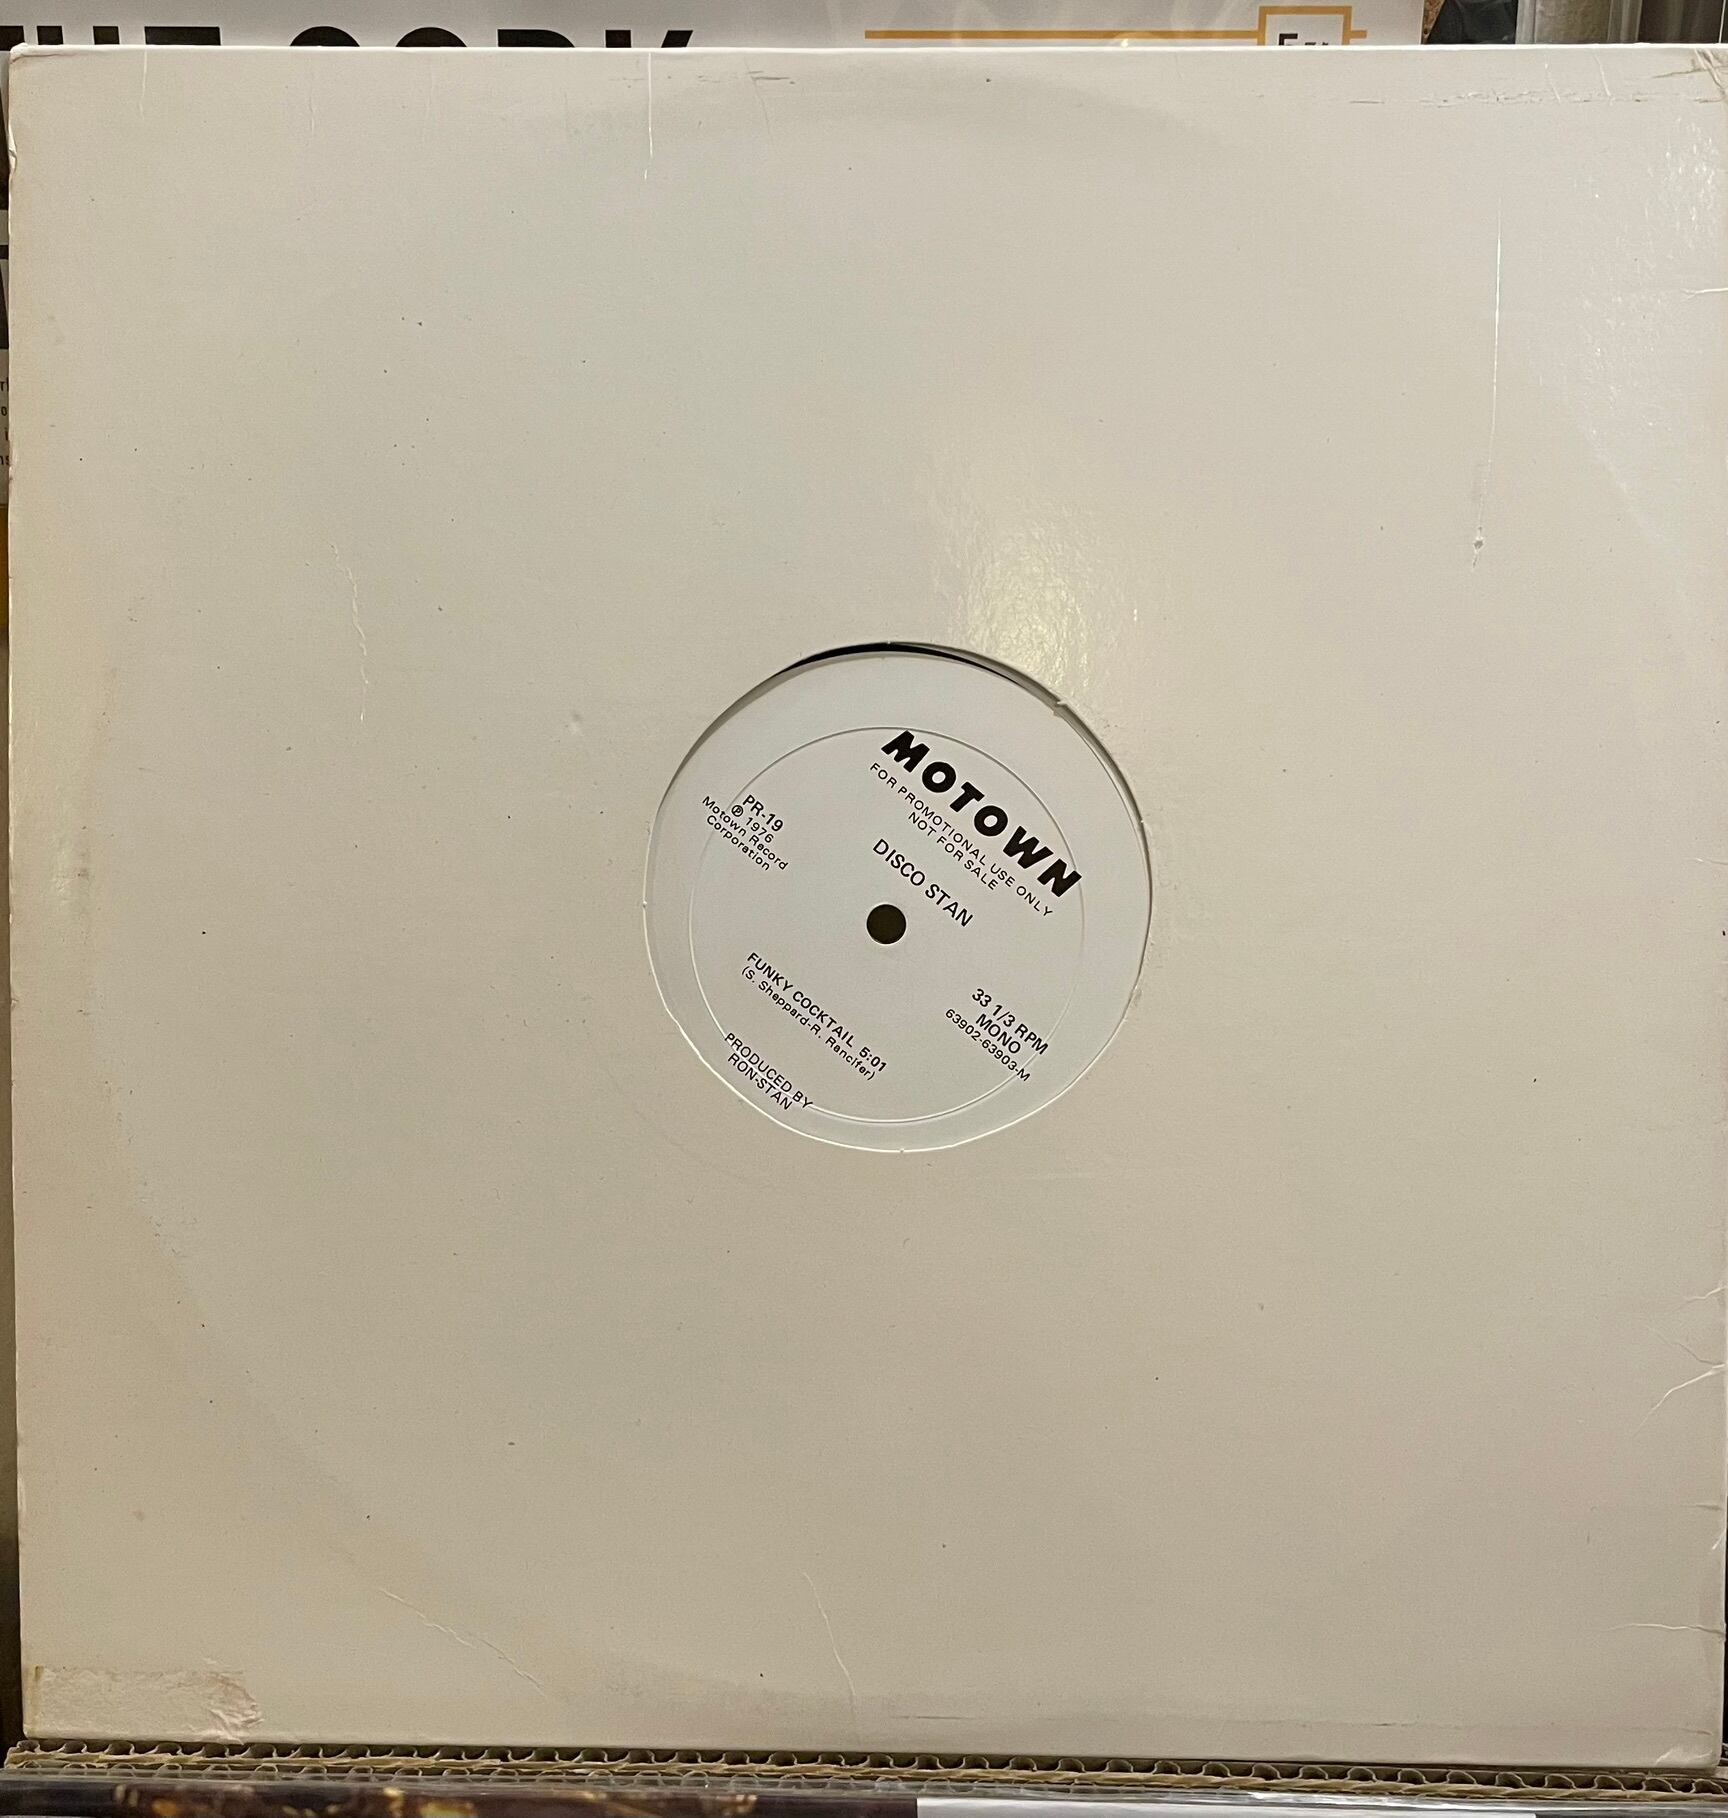 MOTOWN
FOR PROMOTIONAL USE ONLY
NOT FOR SALE
PR-19
℗ 1976
Motown Record
Corporation
DISCO STAN
33 1/3 RPM
MONO
63902-63903-M
FUNKY COCKTAIL 5:01
(S. Sheppard-R. Rancifer)
PRODUCED BY
RON-STAN